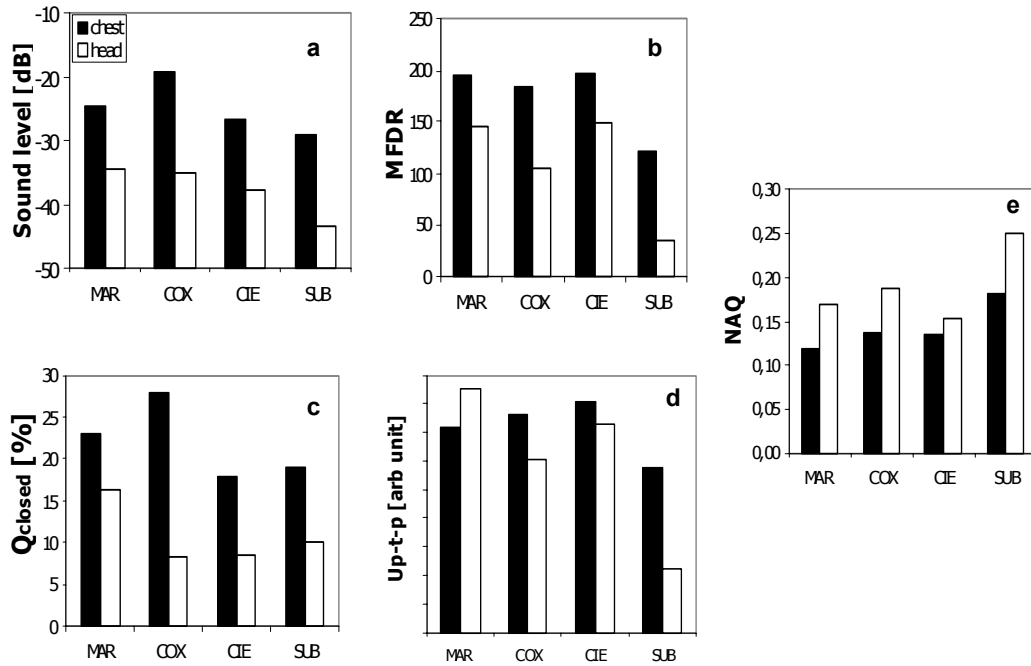 -10
-20
-30
-40
-50
Sound level [dB]
chest
head
a
MAR COX CIE SUB
250
200
150
100
50
0
MFDR
b
MAR COX CIE SUB
30
25
20
15
10
5
0
Qclosed [%]
c
MAR COX CIE SUB
Up-t-p [arb unit]
d
MAR COX CIE SUB
0,30
0,25
0,20
0,15
0,10
0,05
0,00
NAQ
e
MAR COX CIE SUB